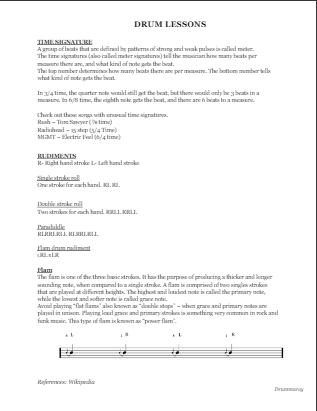 DRUM LESSONS
TIME SIGNATURE
A group of beats that are defined by patterns of strong and weak pulses is called meter.
The time signatures (also called meter signatures) tell the musician how many beats per
measure there are, and what kind of note gets the beat.
The top number determines how many beats there are per measure. The bottom number tells
what kind of note gets the beat.
In 3/4 time, the quarter note would still get the beat, but there would only be 3 beats in a
measure. In 6/8 time, the eighth note gets the beat, and there are 6 beats to a measure.
Check out these songs with unusual time signatures.
Rush – Tom Sawyer ( time)
Radiohead – 15 step (5/4 Time)
MGMT – Electric Feel (6/4 time)
RUDIMENTS
R- Right hand stroke L- Left hand stroke
Single stroke roll
One stroke for each hand. RL RL
Double stroke roll
Two strokes for each hand. RRLL RRLL
Paradiddle
RLRRLRLL RLRRLRLL
Flam drum rudiment
LRL RLR
Flam
The flam is one of the three basic strokes. It has the purpose of producing a thicker and longer
sounding note, when compared to a single stroke. A flam is comprised of two singles strokes
that are played at different heights. The highest and loudest note is called the primary note,
while the lowest and softer note is called grace note.
Avoid playing "flat flams" also known as "double stops" – when grace and primary notes are
played in unison. Playing loud grace and primary strokes is something very common in rock and
funk music. This type of flam is known as "power flam".
R L L R R L L R
References: Wikipedia